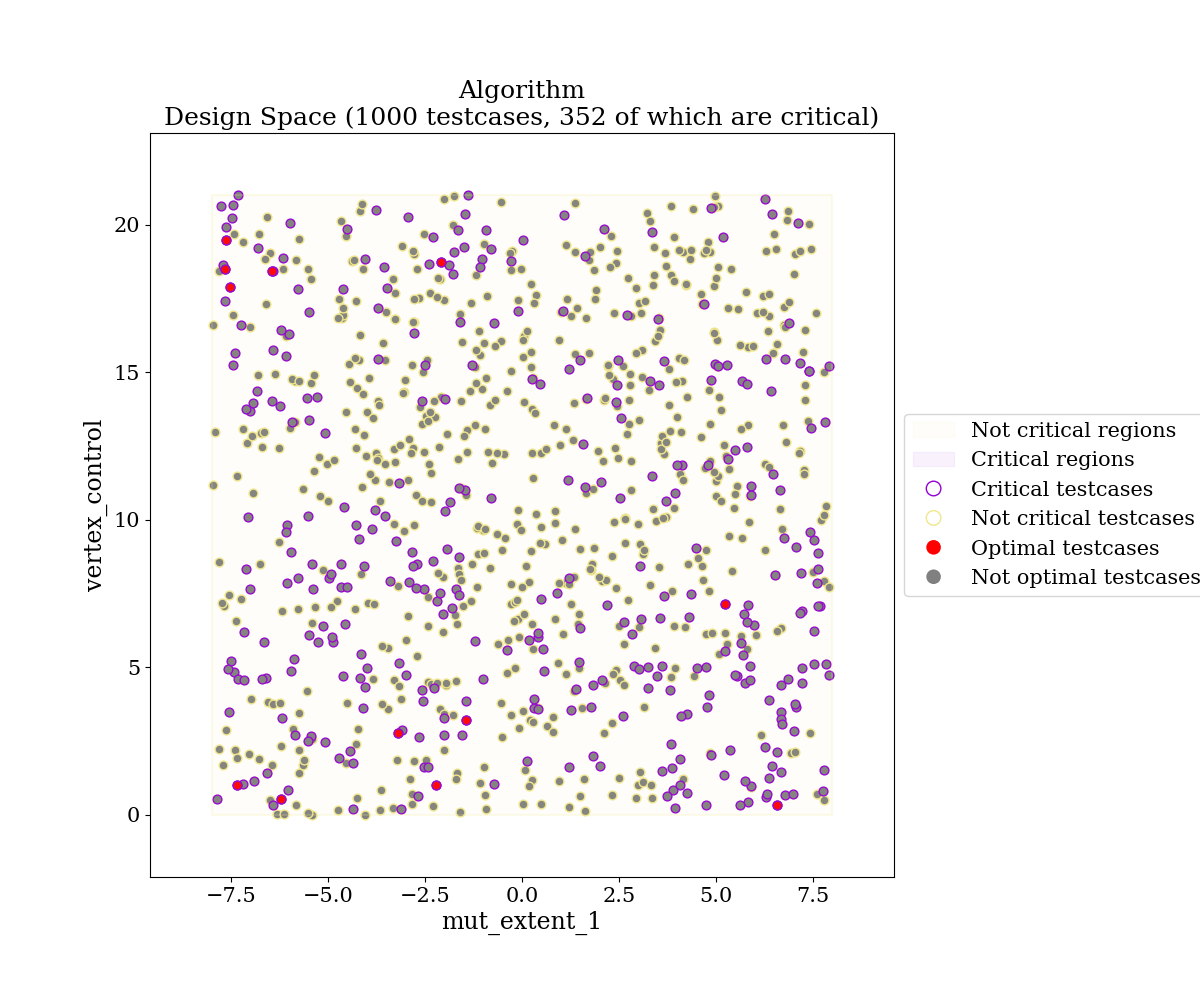 Algorithm
Design Space (1000 testcases, 352 of which are critical)
20
15
10
5
0
vertex_control
−7.5
−5.0
−2.5
0.0
2.5
5.0
7.5
mut_extent_1
Not critical regions
Critical regions
Critical testcases
Not critical testcases
Optimal testcases
Not optimal testcases